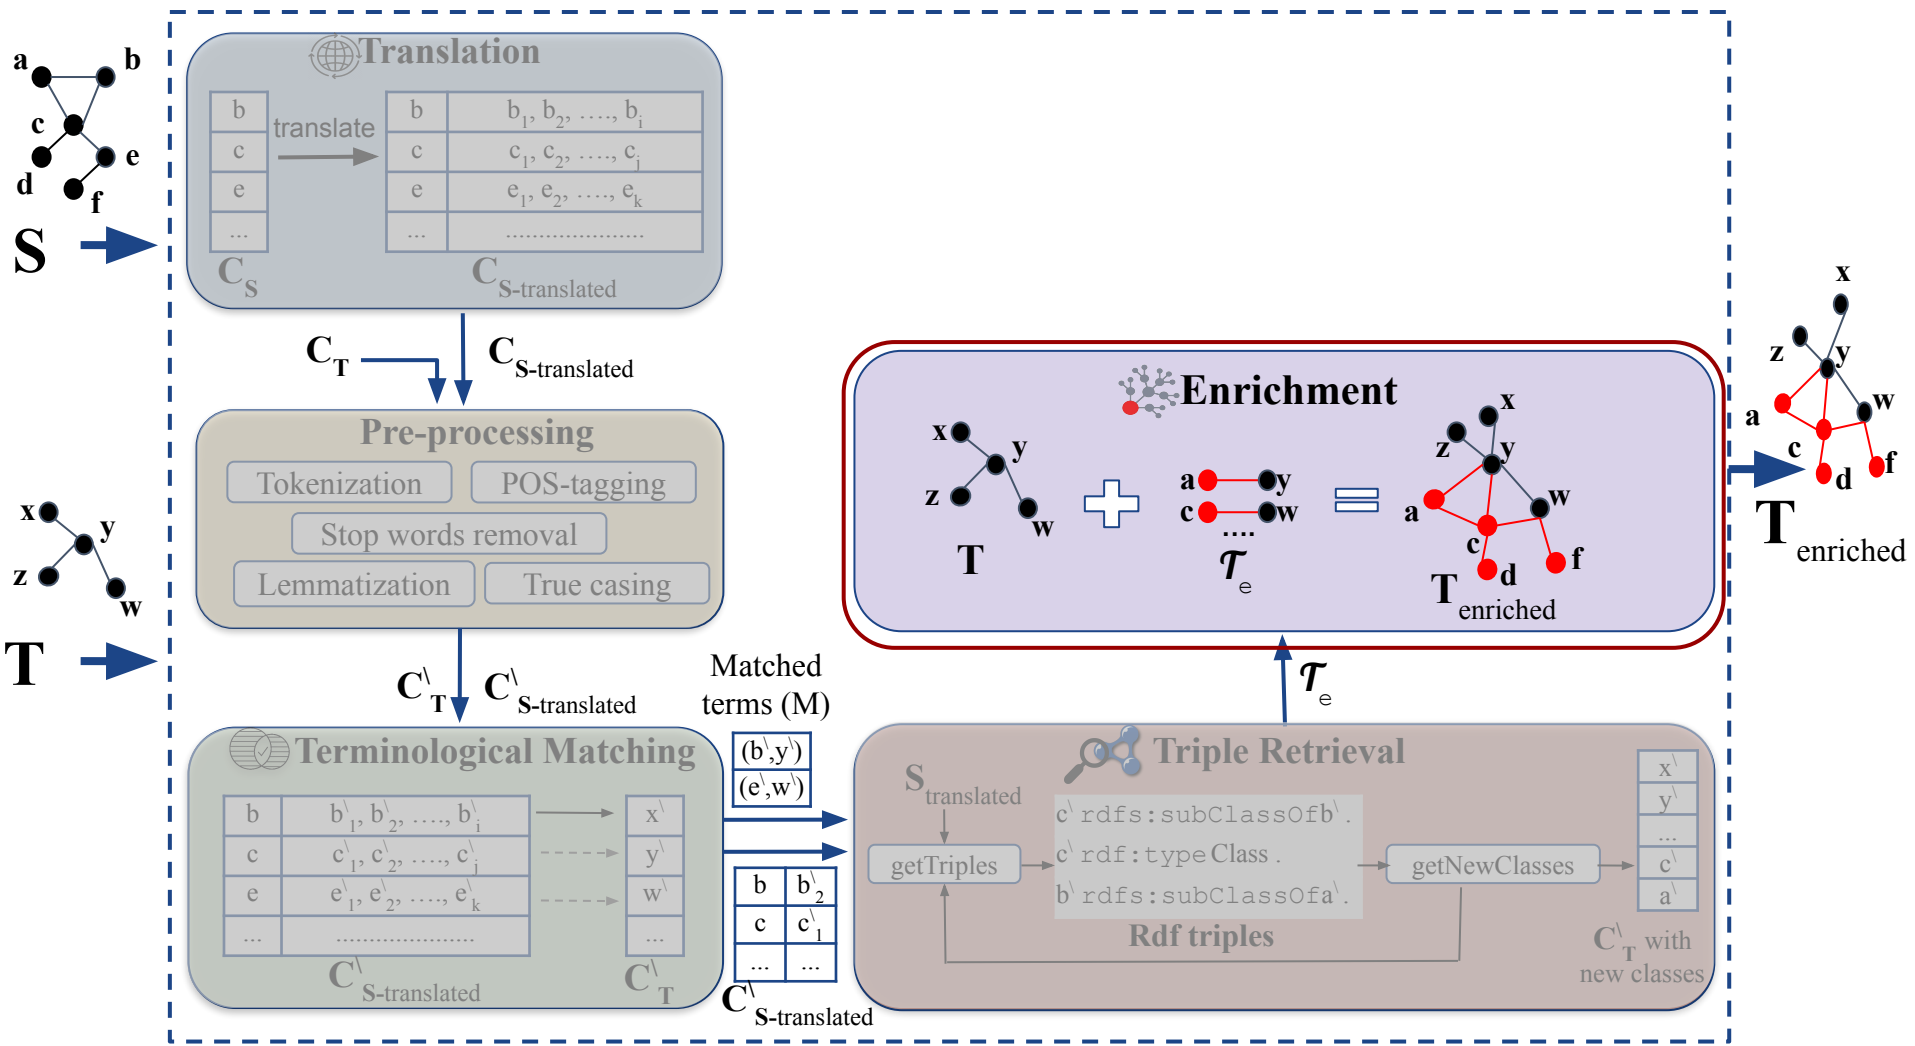 a b
c
d e
f
S
x
y
z
w
T
Translation
b
c
e
...
translate
b b1, b2, …., bi
c c1, c2, …., cj
e e1, e2, …., ek
... .....................
CS
CS-translated
CT
CS-translated
Pre-processing
Tokenization
POS-tagging
Stop words removal
Lemmatization
True casing
C\T
C\S-translated
Terminological Matching
b b\1, b\2, …., b\i
c c\1, c\2, …., c\j
e e\1, e\2, …., e\k
... .....................
x\
y\
w\
...
C\S-translated
C\T
Matched
terms (M)
(b\,y\)
(e\,w\)
b b\2
c c\1
... ...
C\S-translated
Triple Retrieval
Stranslated
getTriples
c\ rdfs:subClassOf b\ .
c\ rdf:type Class .
b\ rdfs:subClassOf a\ .
Rdf triples
getNewClasses
x\
y\
...
c\
a\
C\T with
new classes
𝒯e
Enrichment
x
y
z
w
T
a y
c w
....
𝒯e
x
z y
a w
c
d f
Tenriched
x
z y
a w
c
d f
Tenriched